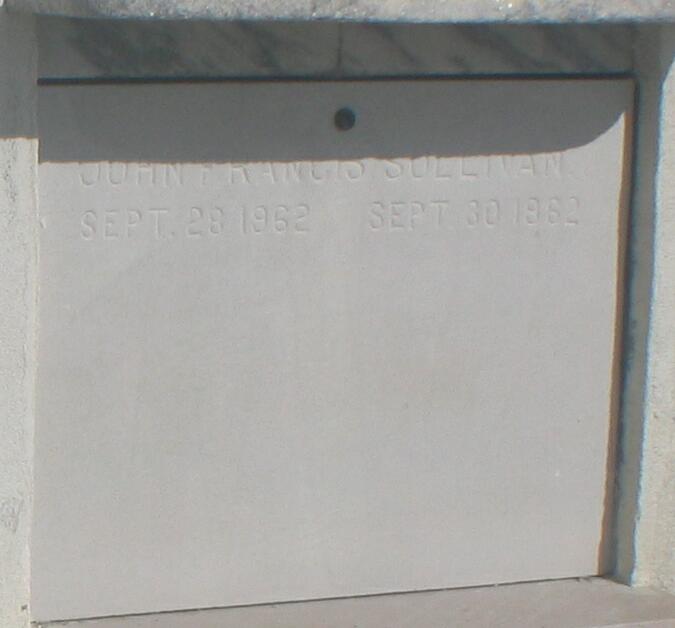 JOHN FRANCIS SULLIVAN
SEPT. 28 1962 SEPT. 30 1962